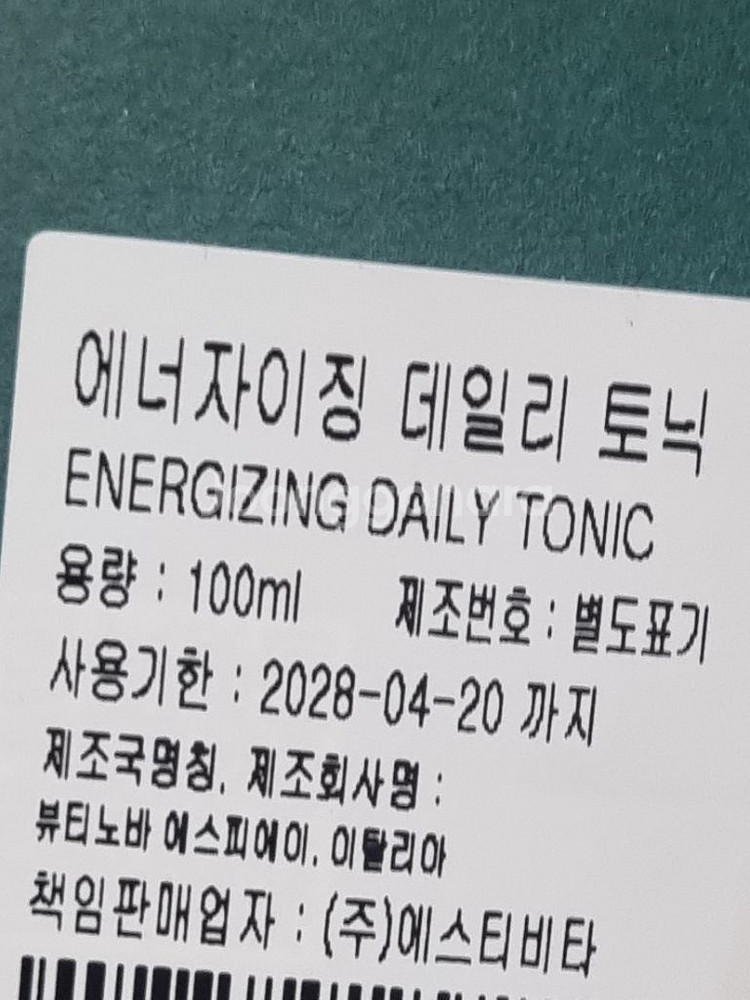 에너자이징 데일리 토닉
ENERGIZING DAILY TONIC
용량 : 100ml 제조번호 : 별도표기
사용기한 : 2028-04-20 까지
제조국명칭, 제조회사명 :
뷰티노바 에스피에이, 이탈리아
책임판매업자 : (주)에스티비타